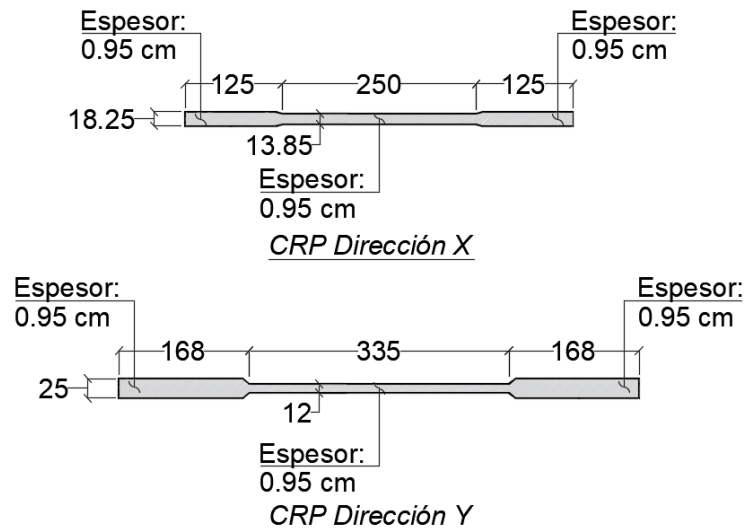 Espesor:
0.95 cm
Espesor:
0.95 cm
125
250
125
18.25
13.85
Espesor:
0.95 cm
CRP Dirección X
Espesor:
0.95 cm
Espesor:
0.95 cm
168
335
168
25
12
Espesor:
0.95 cm
CRP Dirección Y